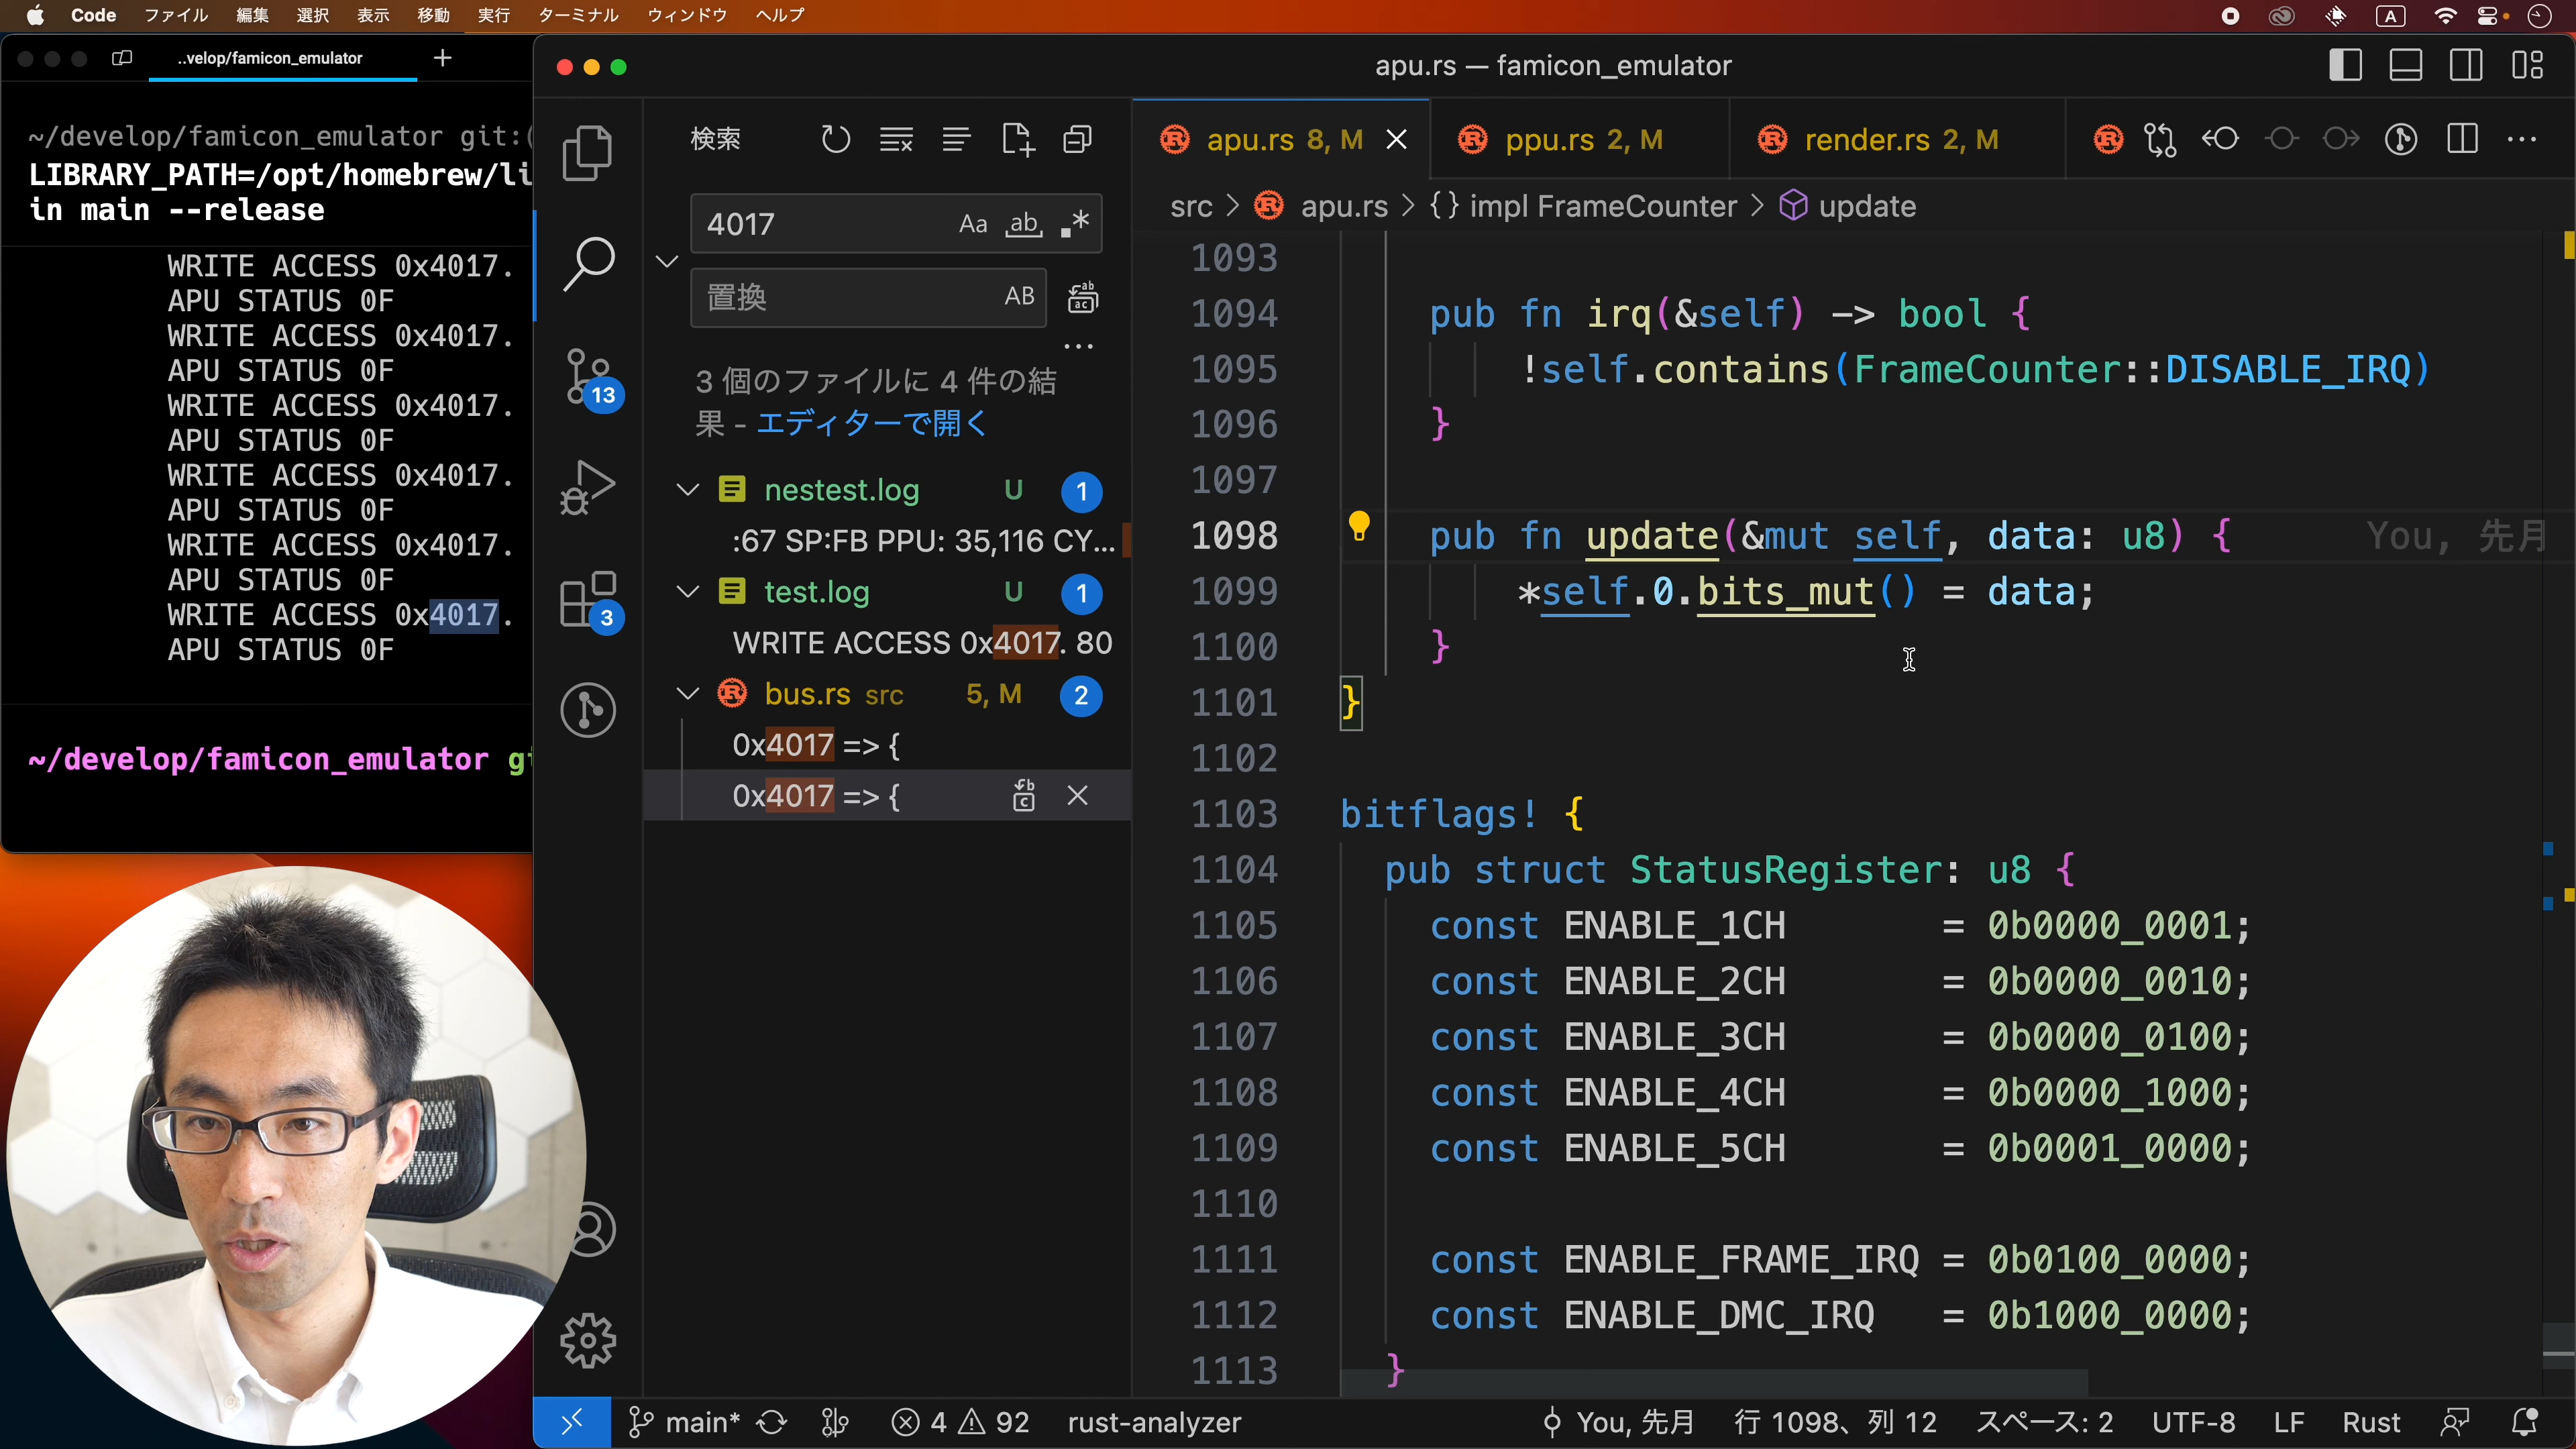 Code ファイル 編集 選択 表示 移動 実行 ターミナル ウィンドウ ヘルプ A
..velop/famicon_emulator
~/develop/famicon_emulator git:(
LIBRARY_PATH=/opt/homebrew/li
in main --release
WRITE ACCESS 0x4017.
APU STATUS 0F
WRITE ACCESS 0x4017.
APU STATUS 0F
WRITE ACCESS 0x4017.
APU STATUS 0F
WRITE ACCESS 0x4017.
APU STATUS 0F
WRITE ACCESS 0x4017.
APU STATUS 0F
WRITE ACCESS 0x4017.
APU STATUS 0F
~/develop/famicon_emulator gi
apu.rs — famicon_emulator
検索
4017 Aa ab .*
置換 AB
3 個のファイルに 4 件の結
果 - エディターで開く
nestest.log U 1
:67 SP:FB PPU: 35,116 CY...
test.log U 1
WRITE ACCESS 0x4017. 80
bus.rs src 5, M 2
0x4017 => {
0x4017 => {
13
3
apu.rs 8, M ppu.rs 2, M render.rs 2, M
src > apu.rs > {} impl FrameCounter > update
1093
1094 pub fn irq(&self) -> bool {
1095 !self.contains(FrameCounter::DISABLE_IRQ)
1096 }
1097
1098 pub fn update(&mut self, data: u8) { You, 先月
1099 *self.0.bits_mut() = data;
1100 }
1101 }
1102
1103 bitflags! {
1104 pub struct StatusRegister: u8 {
1105 const ENABLE_1CH = 0b0000_0001;
1106 const ENABLE_2CH = 0b0000_0010;
1107 const ENABLE_3CH = 0b0000_0100;
1108 const ENABLE_4CH = 0b0000_1000;
1109 const ENABLE_5CH = 0b0001_0000;
1110
1111 const ENABLE_FRAME_IRQ = 0b0100_0000;
1112 const ENABLE_DMC_IRQ = 0b1000_0000;
1113 }
main* 4 92 rust-analyzer You, 先月 行 1098、列 12 スペース: 2 UTF-8 LF Rust